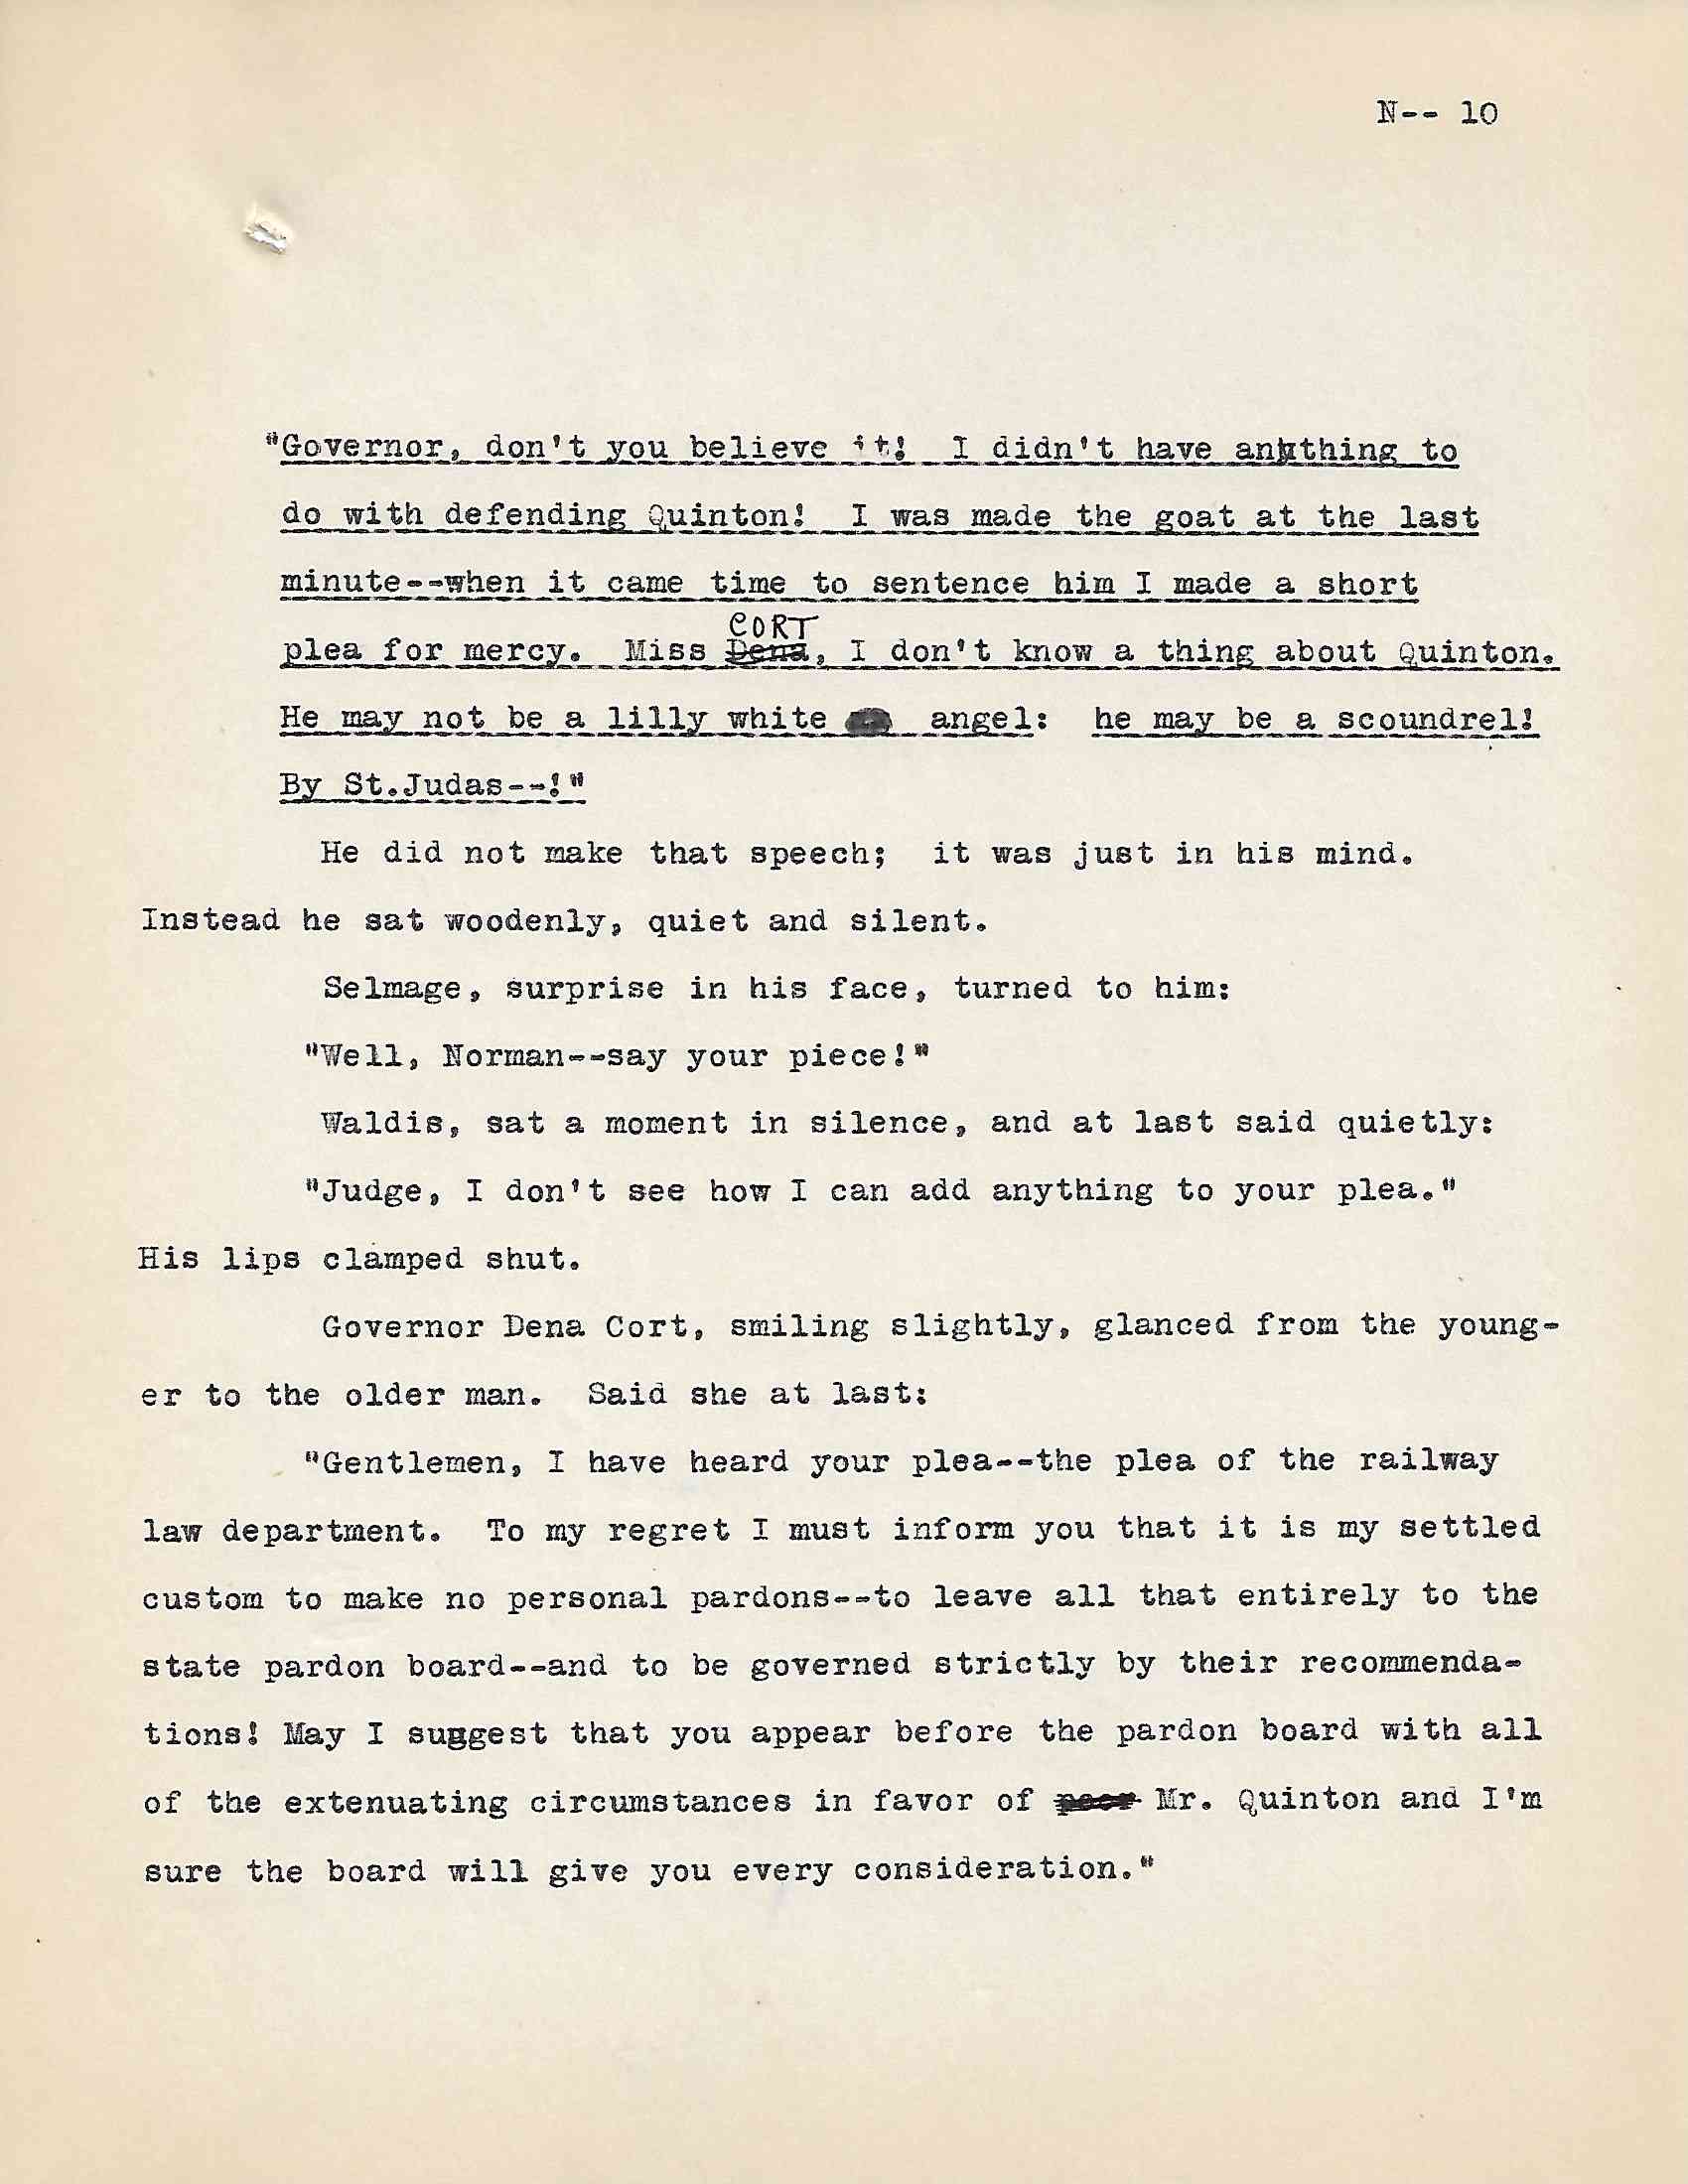 N-- 10
"Governor, don't you believe it! I didn't have anything to
do with defending Quinton! I was made the goat at the last
minute--when it came time to sentence him I made a short
CORT
plea for mercy. Miss Dena, I don't know a thing about Quinton.
He may not be a lilly white angel: he may be a scoundrel!
By St.Judas--!"
He did not make that speech; it was just in his mind.
Instead he sat woodenly, quiet and silent.
Selmage, surprise in his face, turned to him:
"Well, Norman--say your piece!"
Waldis, sat a moment in silence, and at last said quietly:
"Judge, I don't see how I can add anything to your plea."
His lips clamped shut.
Governor Dena Cort, smiling slightly, glanced from the young-
er to the older man. Said she at last:
"Gentlemen, I have heard your plea--the plea of the railway
law department. To my regret I must inform you that it is my settled
custom to make no personal pardons--to leave all that entirely to the
state pardon board--and to be governed strictly by their recommenda-
tions! May I suggest that you appear before the pardon board with all
of the extenuating circumstances in favor of poor Mr. Quinton and I'm
sure the board will give you every consideration."